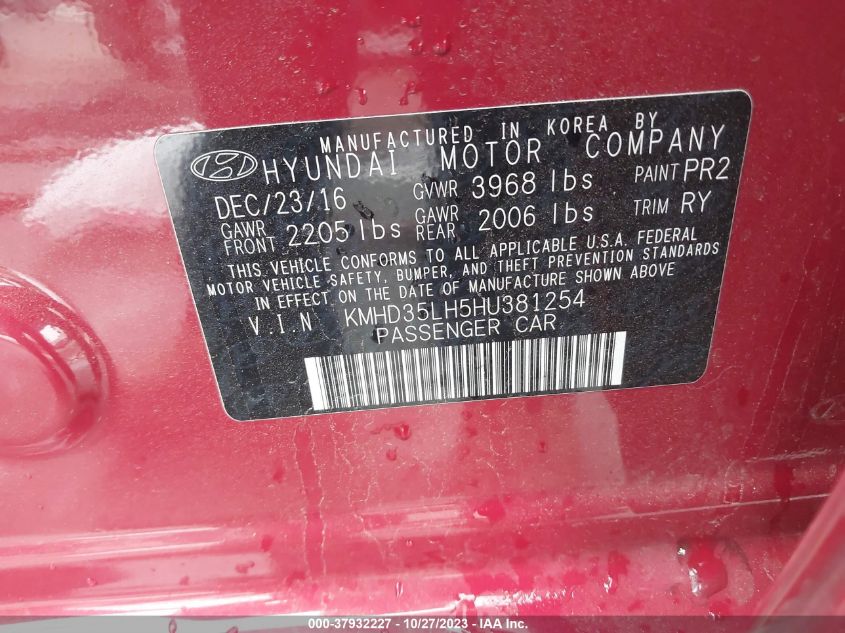 MANUFACTURED IN KOREA BY
HYUNDAI MOTOR COMPANY
DEC/23/16 GVWR 3968 lbs PAINT PR2
GAWR FRONT 2205 lbs GAWR REAR 2006 lbs TRIM RY
THIS VEHICLE CONFORMS TO ALL APPLICABLE U.S.A. FEDERAL
MOTOR VEHICLE SAFETY, BUMPER, AND THEFT PREVENTION STANDARDS
IN EFFECT ON THE DATE OF MANUFACTURE SHOWN ABOVE
V.I.N KMHD35LH5HU381254
PASSENGER CAR
000-37932227 - 10/27/2023 - IAA, Inc.